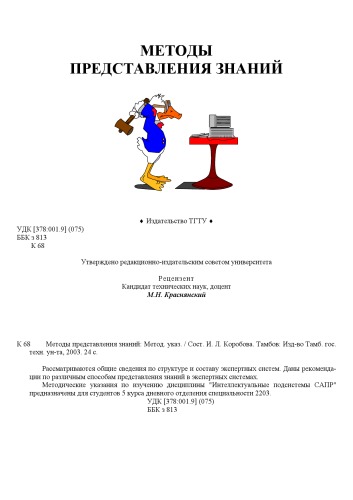 МЕТОДЫ
ПРЕДСТАВЛЕНИЯ ЗНАНИЙ
♦ Издательство ТГТУ ♦
УДК [378:001.9] (075)
ББК з 813
К 68
Утверждено редакционно-издательским советом университета
Рецензент
Кандидат технических наук, доцент
М.Н. Краснянский
К 68 Методы представления знаний: Метод. указ. / Сост. И. Л. Коробова. Тамбов: Изд-во Тамб. гос.
техн. ун-та, 2003. 24 с.
Рассматриваются общие сведения по структуре и составу экспертных систем. Даны рекоменда-
ции по различным способам представления знаний в экспертных системах.
Методические указания по изучению дисциплины "Интеллектуальные подсистемы САПР"
предназначены для студентов 5 курса дневного отделения специальности 2203.
УДК [378:001.9] (075)
ББК з 813